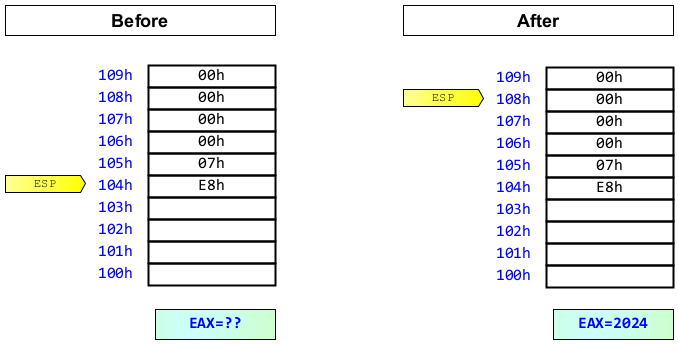 Before
After
109h 00h
108h 00h
107h 00h
106h 00h
105h 07h
ESP 104h E8h
103h
102h
101h
100h
EAX=??
109h 00h
ESP 108h 00h
107h 00h
106h 00h
105h 07h
104h E8h
103h
102h
101h
100h
EAX=2024